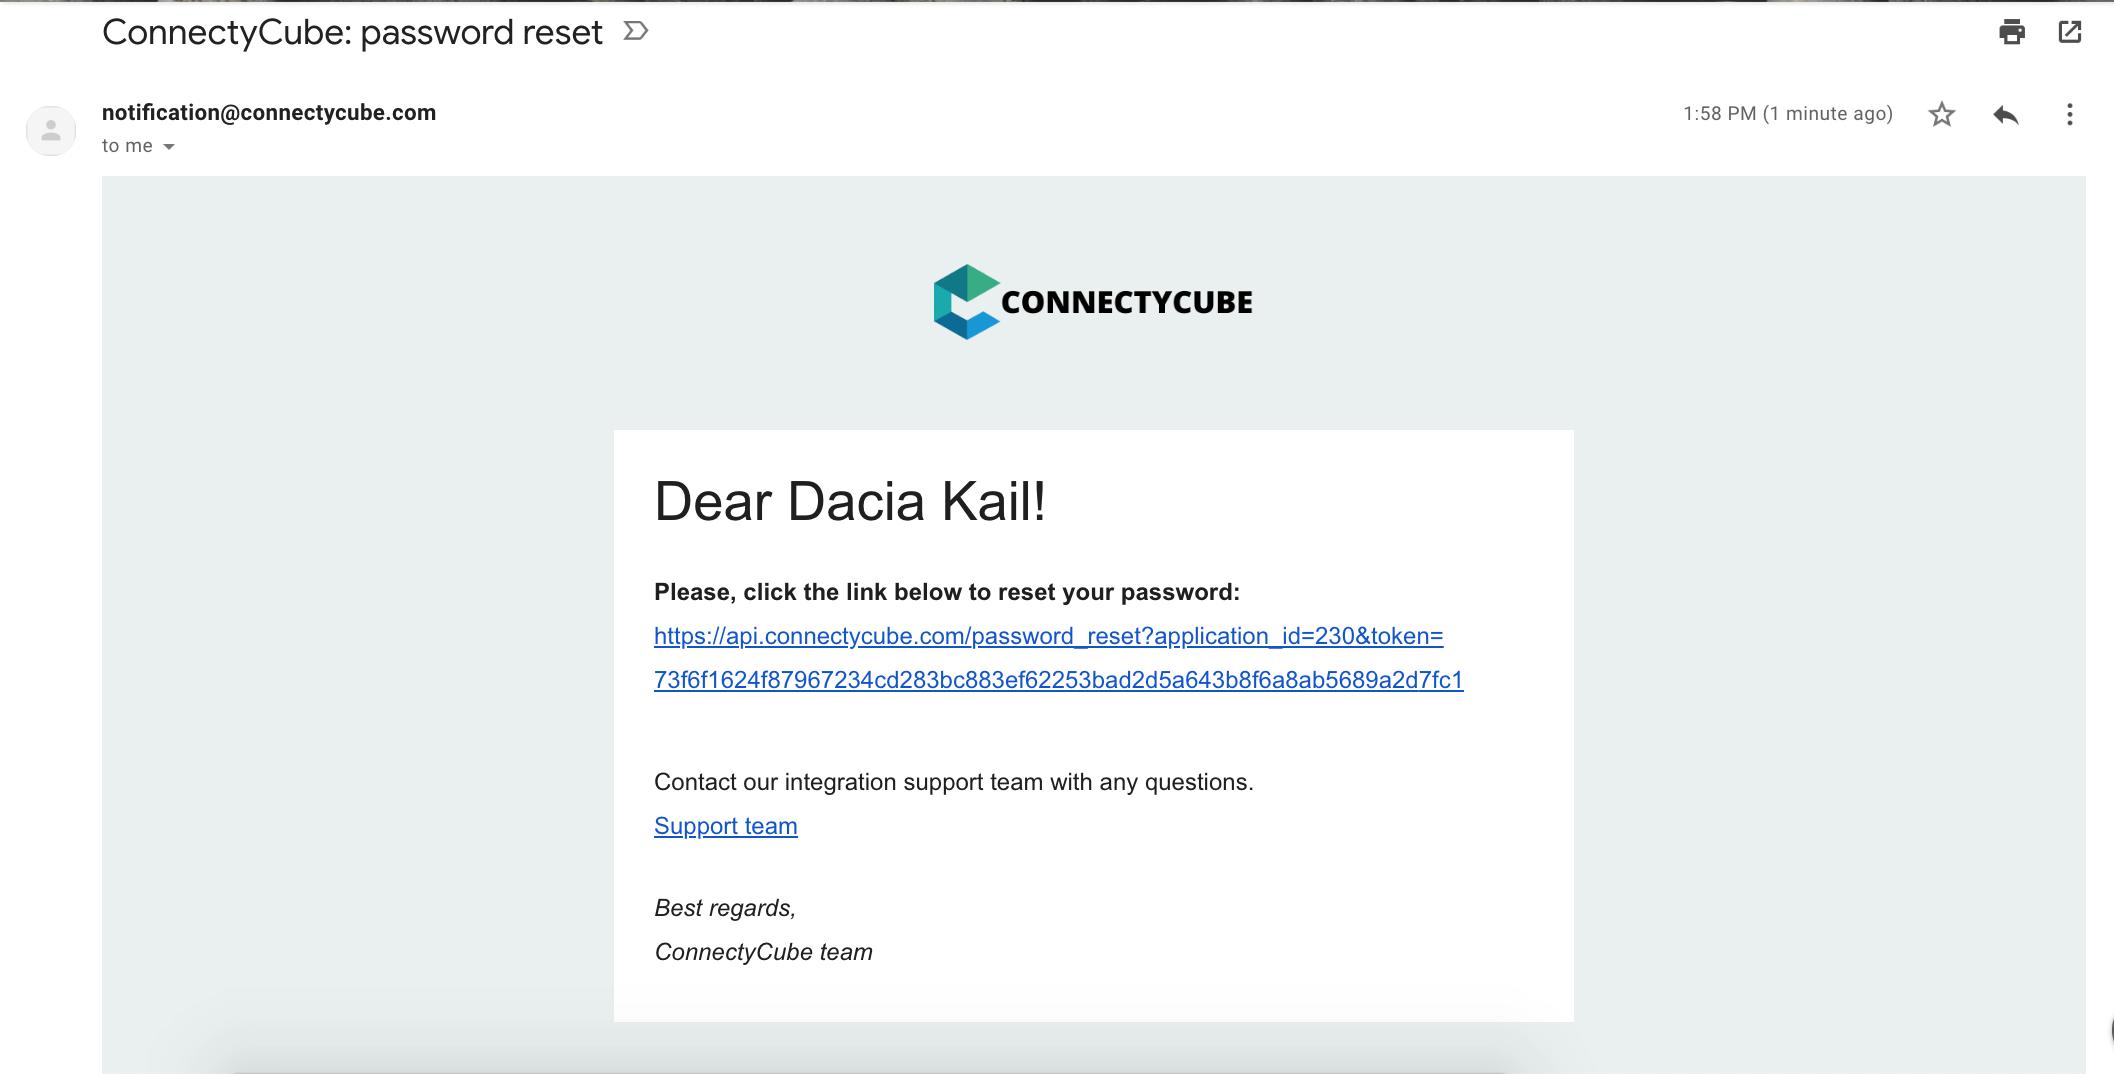 ConnectyCube: password reset
notification@connectycube.com
1:58 PM (1 minute ago)
to me
CONNECTYCUBE
Dear Dacia Kail!
Please, click the link below to reset your password:
https://api.connectycube.com/password_reset?application_id=230&token=
73f6f1624f87967234cd283bc883ef62253bad2d5a643b8f6a8ab5689a2d7fc1
Contact our integration support team with any questions.
Support team
Best regards,
ConnectyCube team